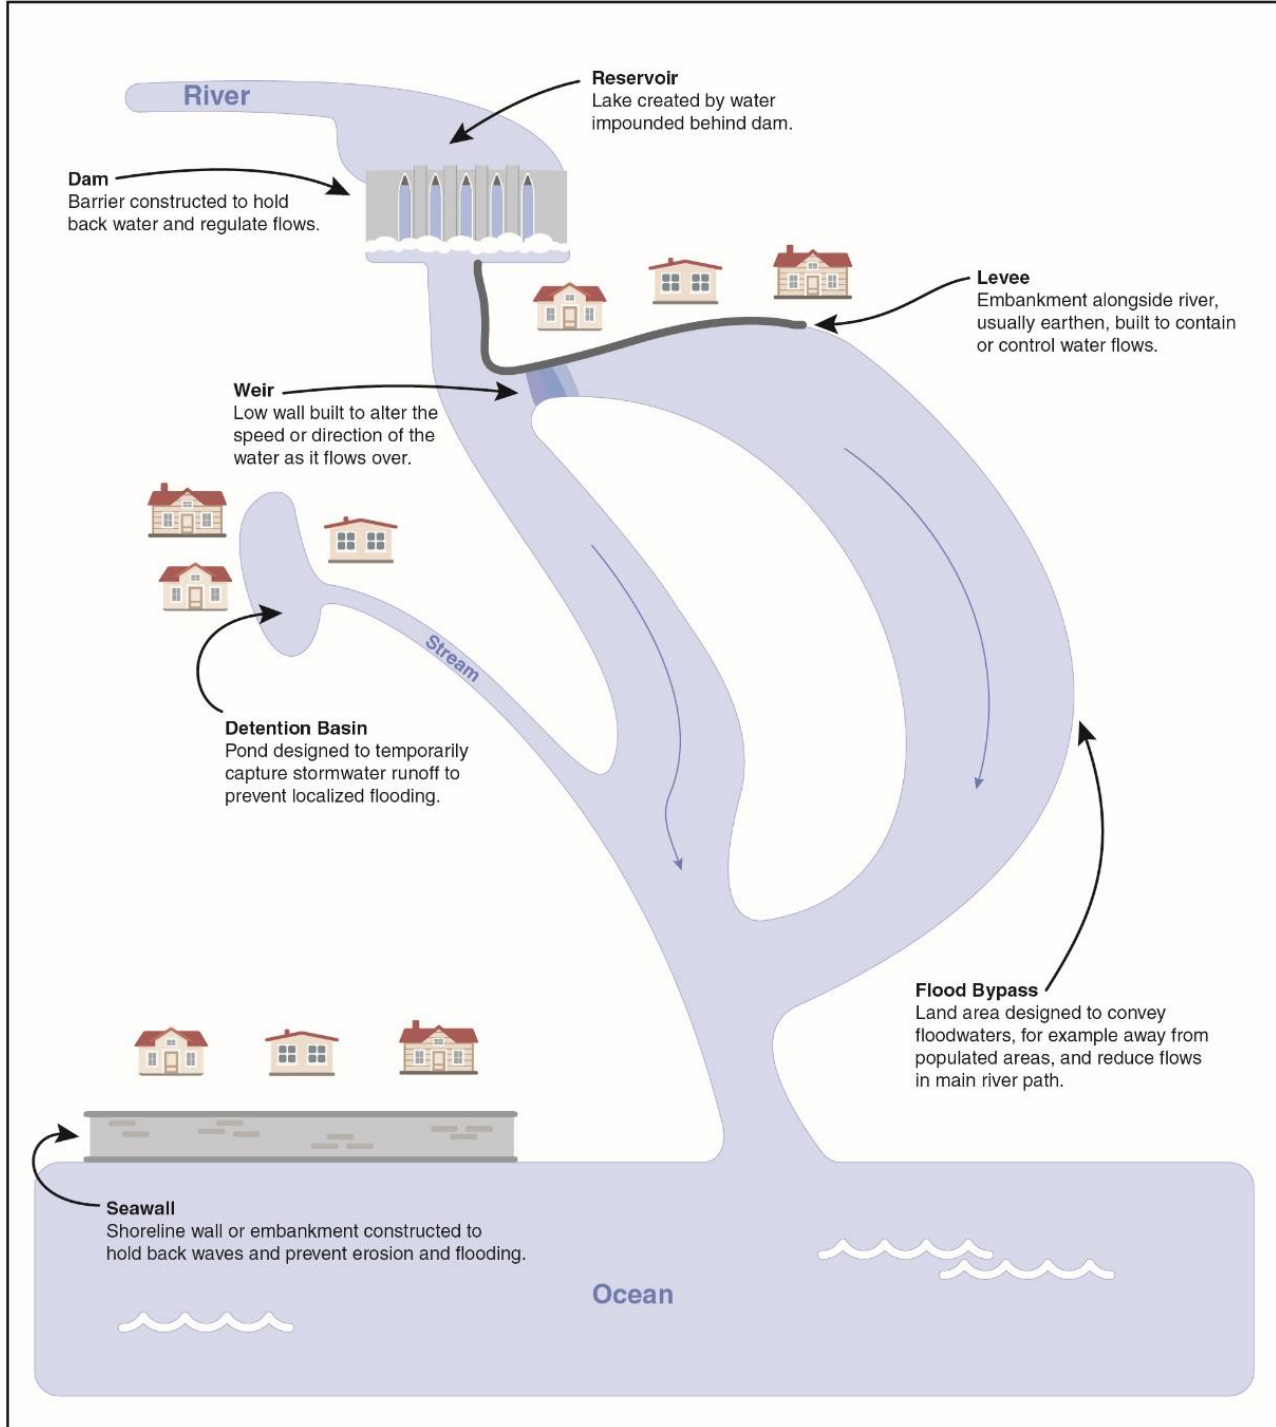 River
Reservoir
Lake created by water
impounded behind dam.
Dam
Barrier constructed to hold
back water and regulate flows.
Levee
Embankment alongside river,
usually earthen, built to contain
or control water flows.
Weir
Low wall built to alter the
speed or direction of the
water as it flows over.
Stream
Detention Basin
Pond designed to temporarily
capture stormwater runoff to
prevent localized flooding.
Flood Bypass
Land area designed to convey
floodwaters, for example away from
populated areas, and reduce flows
in main river path.
Seawall
Shoreline wall or embankment constructed to
hold back waves and prevent erosion and flooding.
Ocean